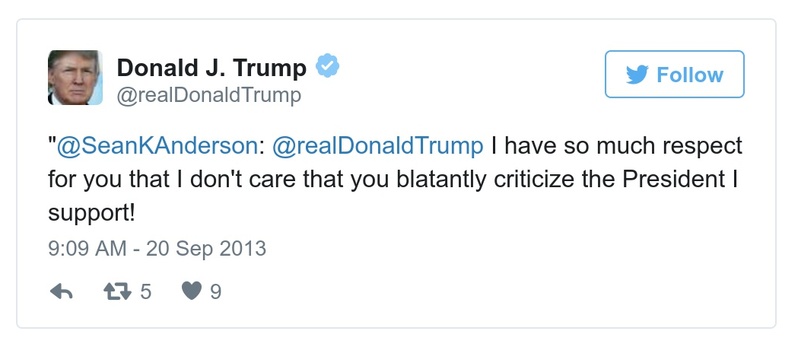 Donald J. Trump
@realDonaldTrump
Follow
"@SeanKAnderson: @realDonaldTrump I have so much respect
for you that I don't care that you blatantly criticize the President I
support!
9:09 AM - 20 Sep 2013
5 9